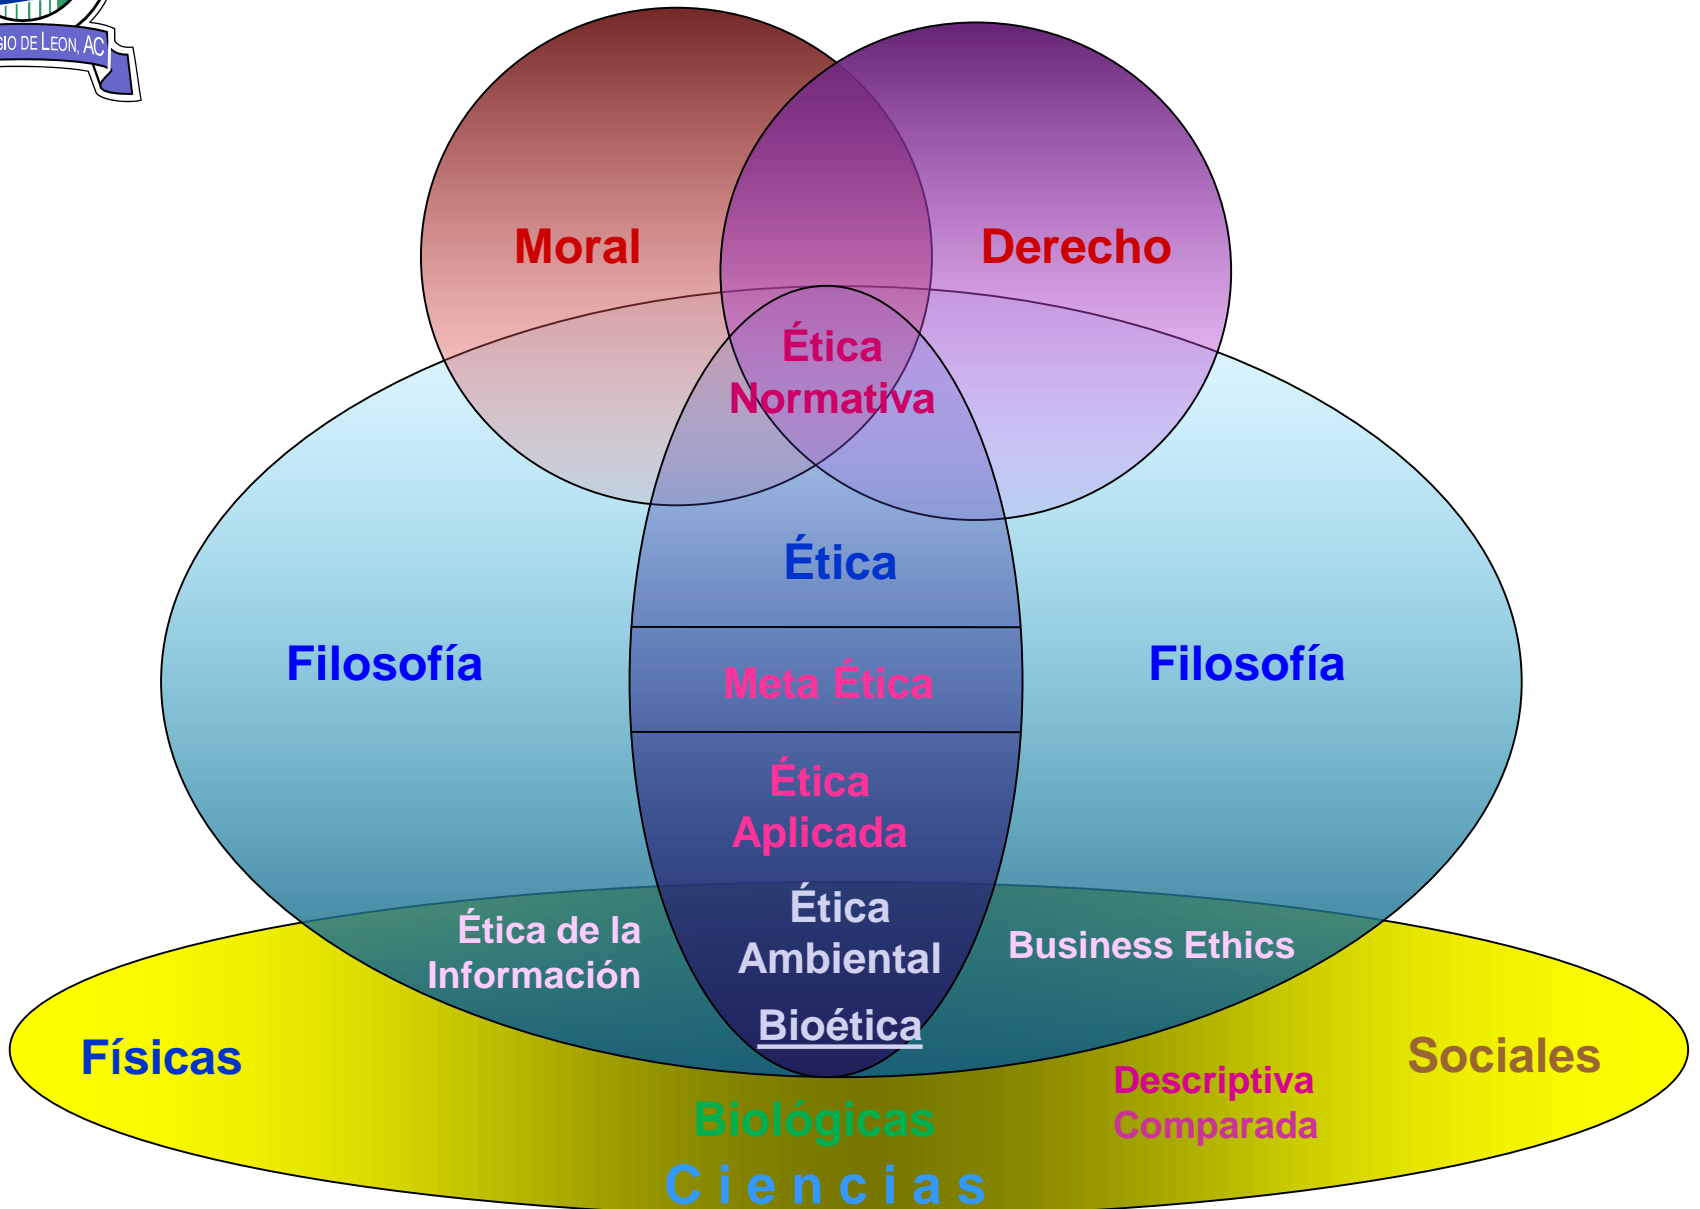 DE LEON, AC
Moral
Derecho
Ética
Normativa
Ética
Filosofía
Filosofía
Meta Ética
Ética
Aplicada
Ética
Ambiental
Bioética
Ética de la
Información
Business Ethics
Físicas
Sociales
Descriptiva
Comparada
Biológicas
Ciencias